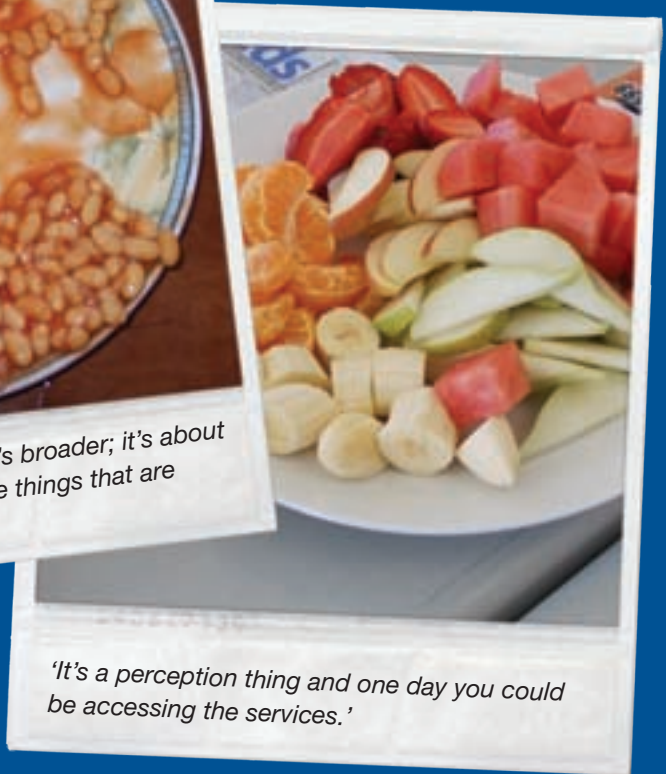 's broader; it's about
things that are
'It's a perception thing and one day you could
be accessing the services.'